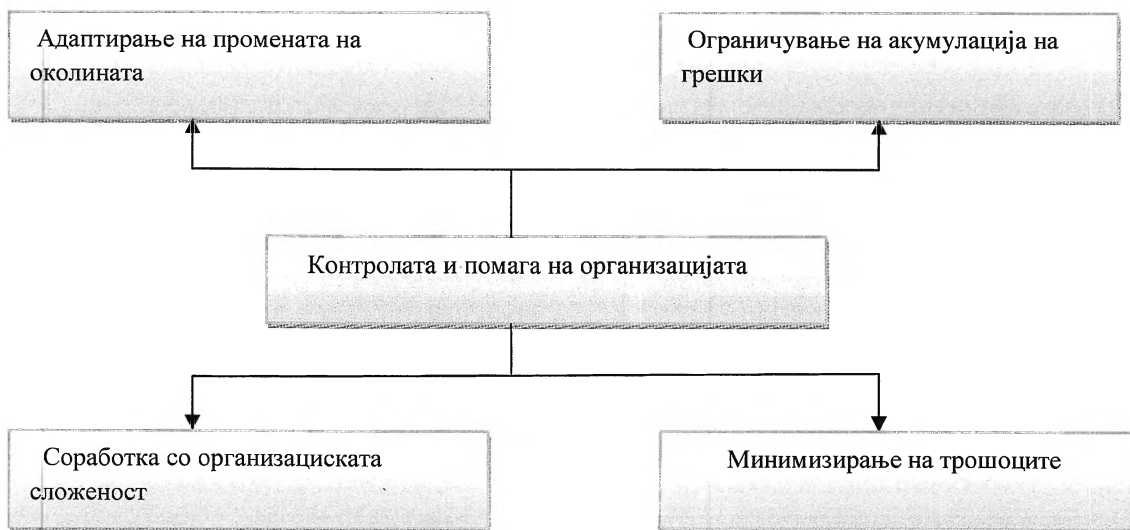 Адаптирање на промената на
околината
Ограничување на акумулација на
грешки
Контролата и помага на организацијата
Соработка со организациската
сложеност
Минимизирање на трошоците